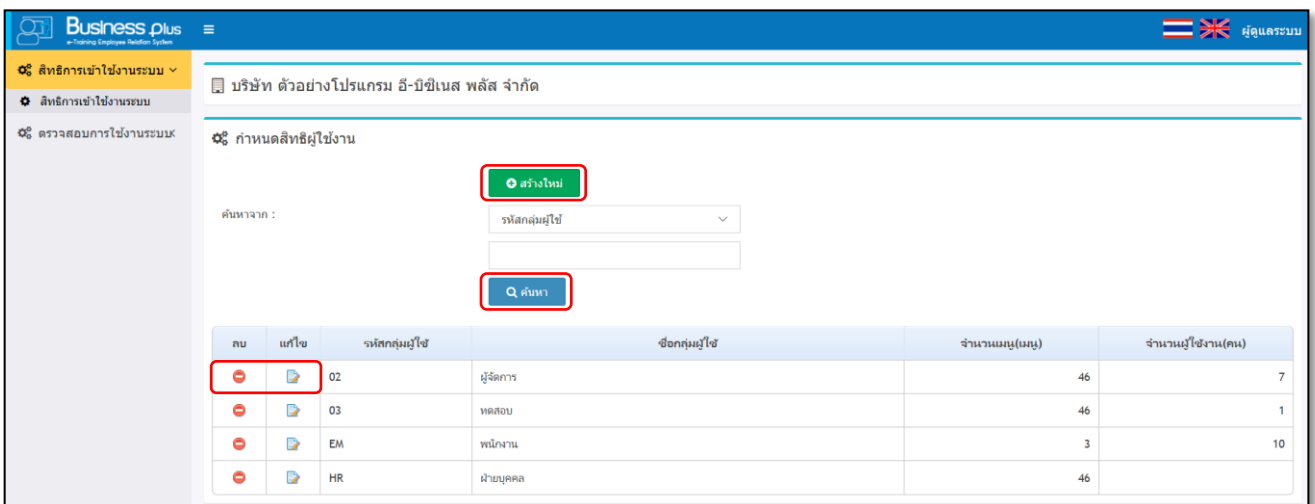 Business plus
e-Training Employee Relation System
ผู้ดูแลระบบ
สิทธิการเข้าใช้งานระบบ
สิทธิการเข้าใช้งานระบบ
ตรวจสอบการใช้งานระบบ
บริษัท ตัวอย่างโปรแกรม อี-บิซิเนส พลัส จำกัด
กำหนดสิทธิผู้ใช้งาน
สร้างใหม่
ค้นหาจาก :
รหัสกลุ่มผู้ใช้
ค้นหา
ลบ แก้ไข รหัสกลุ่มผู้ใช้ ชื่อกลุ่มผู้ใช้ จำนวนเมนู(เมนู) จำนวนผู้ใช้งาน(คน)
02 ผู้จัดการ 46 7
03 ทดสอบ 46 1
EM พนักงาน 3 10
HR ฝ่ายบุคคล 46